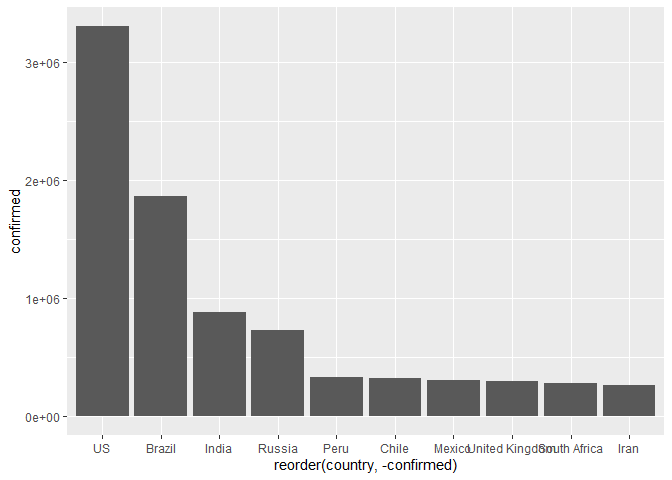 confirmed
3e+06
2e+06
1e+06
0e+00
US Brazil India Russia Peru Chile Mexico United Kingdom South Africa Iran
reorder(country, -confirmed)